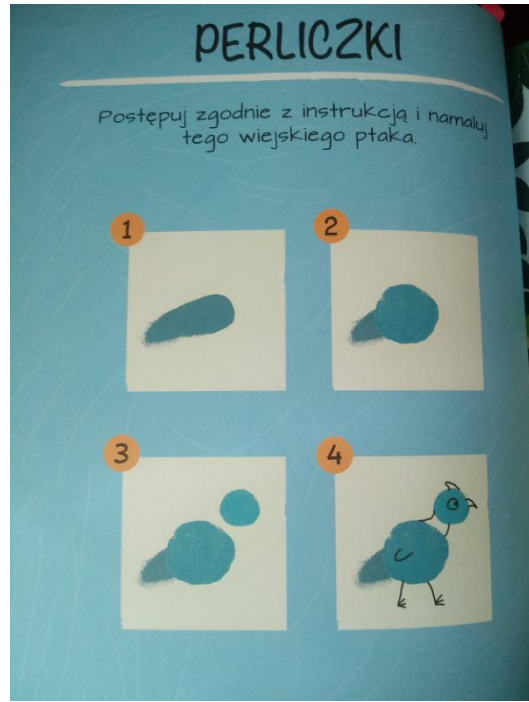 PERLICZKI
Postępuj zgodnie z instrukcją i namaluj
tego wiejskiego ptaka.
1
2
3
4